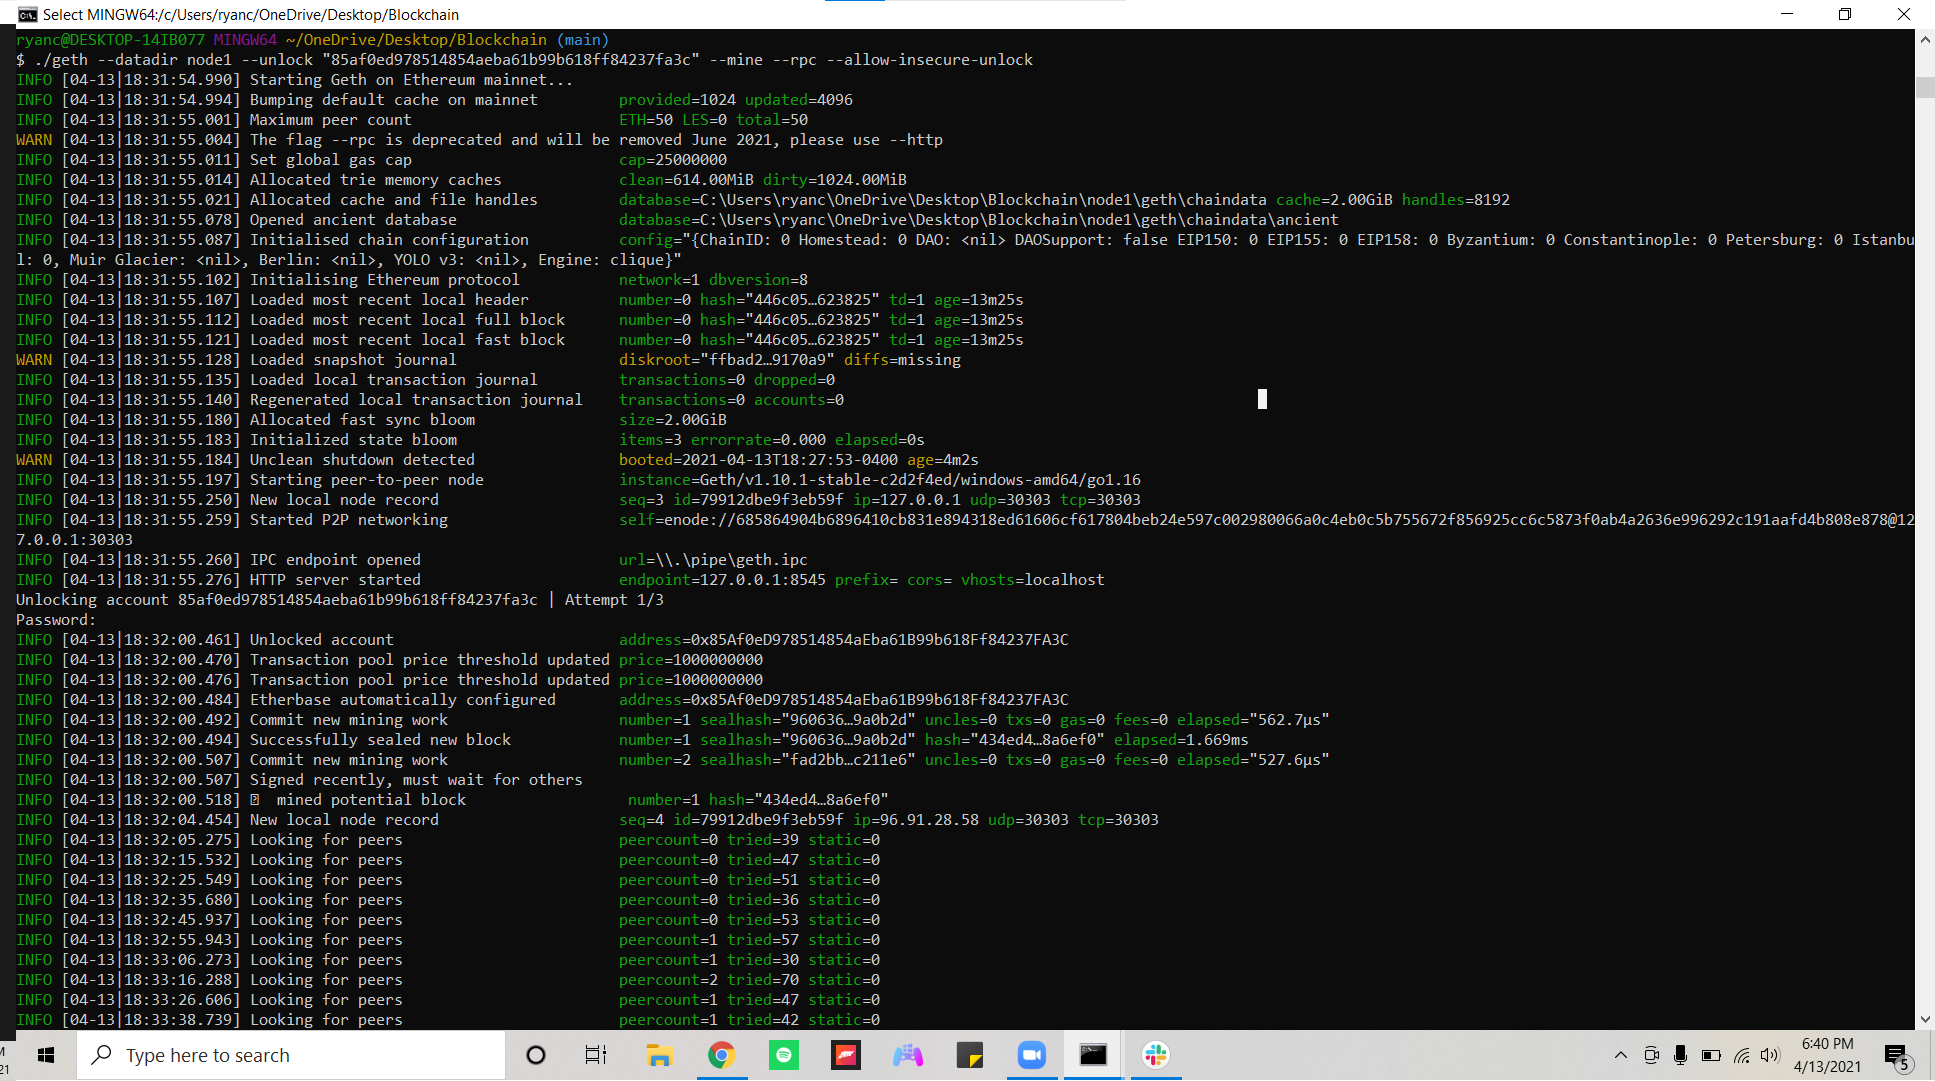 Select MINGW64:/c/Users/ryanc/OneDrive/Desktop/Blockchain
ryanc@DESKTOP-14IB077 MINGW64 ~/OneDrive/Desktop/Blockchain (main)
$ ./geth --datadir node1 --unlock "85af0ed978514854aeba61b99b618ff84237fa3c" --mine --rpc --allow-insecure-unlock
INFO [04-13|18:31:54.990] Starting Geth on Ethereum mainnet...
INFO [04-13|18:31:54.994] Bumping default cache on mainnet provided=1024 updated=4096
INFO [04-13|18:31:55.001] Maximum peer count ETH=50 LES=0 total=50
WARN [04-13|18:31:55.004] The flag --rpc is deprecated and will be removed June 2021, please use --http
INFO [04-13|18:31:55.011] Set global gas cap cap=25000000
INFO [04-13|18:31:55.014] Allocated trie memory caches clean=614.00MiB dirty=1024.00MiB
INFO [04-13|18:31:55.021] Allocated cache and file handles database=C:\Users\ryanc\OneDrive\Desktop\Blockchain\node1\geth\chaindata cache=2.00GiB handles=8192
INFO [04-13|18:31:55.078] Opened ancient database database=C:\Users\ryanc\OneDrive\Desktop\Blockchain\node1\geth\chaindata\ancient
INFO [04-13|18:31:55.087] Initialised chain configuration config="{ChainID: 0 Homestead: 0 DAO: <nil> DAOSupport: false EIP150: 0 EIP155: 0 EIP158: 0 Byzantium: 0 Constantinople: 0 Petersburg: 0 Istanbu
l: 0, Muir Glacier: <nil>, Berlin: <nil>, YOLO v3: <nil>, Engine: clique}"
INFO [04-13|18:31:55.102] Initialising Ethereum protocol network=1 dbversion=8
INFO [04-13|18:31:55.107] Loaded most recent local header number=0 hash="446c05…623825" td=1 age=13m25s
INFO [04-13|18:31:55.112] Loaded most recent local full block number=0 hash="446c05…623825" td=1 age=13m25s
INFO [04-13|18:31:55.121] Loaded most recent local fast block number=0 hash="446c05…623825" td=1 age=13m25s
WARN [04-13|18:31:55.128] Loaded snapshot journal diskroot="ffbad2…9170a9" diffs=missing
INFO [04-13|18:31:55.135] Loaded local transaction journal transactions=0 dropped=0
INFO [04-13|18:31:55.140] Regenerated local transaction journal transactions=0 accounts=0
INFO [04-13|18:31:55.180] Allocated fast sync bloom size=2.00GiB
INFO [04-13|18:31:55.183] Initialized state bloom items=3 errorrate=0.000 elapsed=0s
WARN [04-13|18:31:55.184] Unclean shutdown detected booted=2021-04-13T18:27:53-0400 age=4m2s
INFO [04-13|18:31:55.197] Starting peer-to-peer node instance=Geth/v1.10.1-stable-c2d2f4ed/windows-amd64/go1.16
INFO [04-13|18:31:55.250] New local node record seq=3 id=79912dbe9f3eb59f ip=127.0.0.1 udp=30303 tcp=30303
INFO [04-13|18:31:55.259] Started P2P networking self=enode://685864904b6896410cb831e894318ed61606cf617804beb24e597c002980066a0c4eb0c5b755672f856925cc6c5873f0ab4a2636e996292c191aafd4b808e878@12
7.0.0.1:30303
INFO [04-13|18:31:55.260] IPC endpoint opened url=\\.\pipe\geth.ipc
INFO [04-13|18:31:55.276] HTTP server started endpoint=127.0.0.1:8545 prefix= cors= vhosts=localhost
Unlocking account 85af0ed978514854aeba61b99b618ff84237fa3c | Attempt 1/3
Password:
INFO [04-13|18:32:00.461] Unlocked account address=0x85Af0eD978514854aEba61B99b618Ff84237FA3C
INFO [04-13|18:32:00.470] Transaction pool price threshold updated price=1000000000
INFO [04-13|18:32:00.476] Transaction pool price threshold updated price=1000000000
INFO [04-13|18:32:00.484] Etherbase automatically configured address=0x85Af0eD978514854aEba61B99b618Ff84237FA3C
INFO [04-13|18:32:00.492] Commit new mining work number=1 sealhash="960636…9a0b2d" uncles=0 txs=0 gas=0 fees=0 elapsed="562.7µs"
INFO [04-13|18:32:00.494] Successfully sealed new block number=1 sealhash="960636…9a0b2d" hash="434ed4…8a6ef0" elapsed=1.669ms
INFO [04-13|18:32:00.507] Commit new mining work number=2 sealhash="fad2bb…c211e6" uncles=0 txs=0 gas=0 fees=0 elapsed="527.6µs"
INFO [04-13|18:32:00.507] Signed recently, must wait for others
INFO [04-13|18:32:00.518] mined potential block number=1 hash="434ed4…8a6ef0"
INFO [04-13|18:32:04.454] New local node record seq=4 id=79912dbe9f3eb59f ip=96.91.28.58 udp=30303 tcp=30303
INFO [04-13|18:32:05.275] Looking for peers peercount=0 tried=39 static=0
INFO [04-13|18:32:15.532] Looking for peers peercount=0 tried=47 static=0
INFO [04-13|18:32:25.549] Looking for peers peercount=0 tried=51 static=0
INFO [04-13|18:32:35.680] Looking for peers peercount=0 tried=36 static=0
INFO [04-13|18:32:45.937] Looking for peers peercount=0 tried=53 static=0
INFO [04-13|18:32:55.943] Looking for peers peercount=1 tried=57 static=0
INFO [04-13|18:33:06.273] Looking for peers peercount=1 tried=30 static=0
INFO [04-13|18:33:16.288] Looking for peers peercount=2 tried=70 static=0
INFO [04-13|18:33:26.606] Looking for peers peercount=1 tried=47 static=0
INFO [04-13|18:33:38.739] Looking for peers peercount=1 tried=42 static=0
Type here to search
6:40 PM
4/13/2021
5